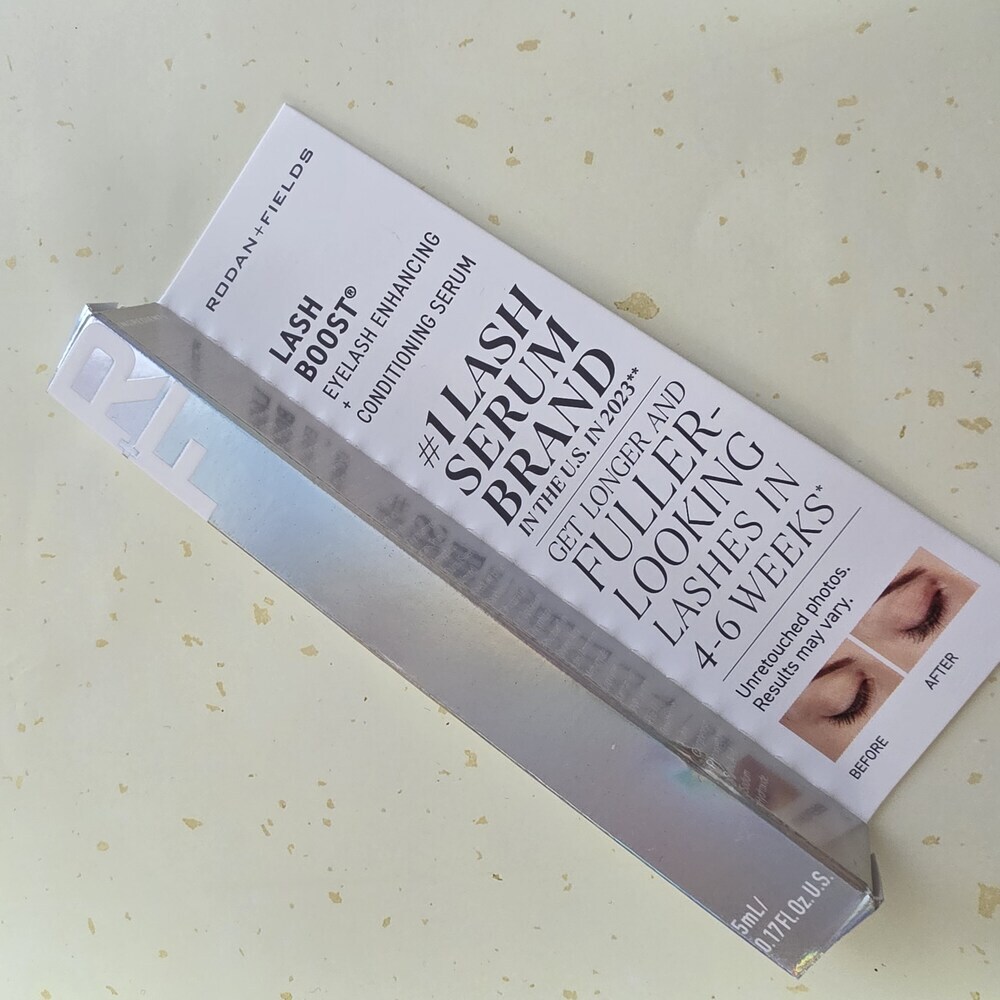 RODAN+FIELDS
LASH
BOOST®
+ EYELASH ENHANCING
CONDITIONING SERUM
#1 LASH
SERUM
BRAND
IN THE U.S. IN 2023**
GET LONGER AND
FULLER-
LOOKING
LASHES IN
4-6 WEEKS*
Unretouched photos.
Results may vary.
BEFORE
AFTER
R+F
5mL/
0.17Fl.Oz.U.S.